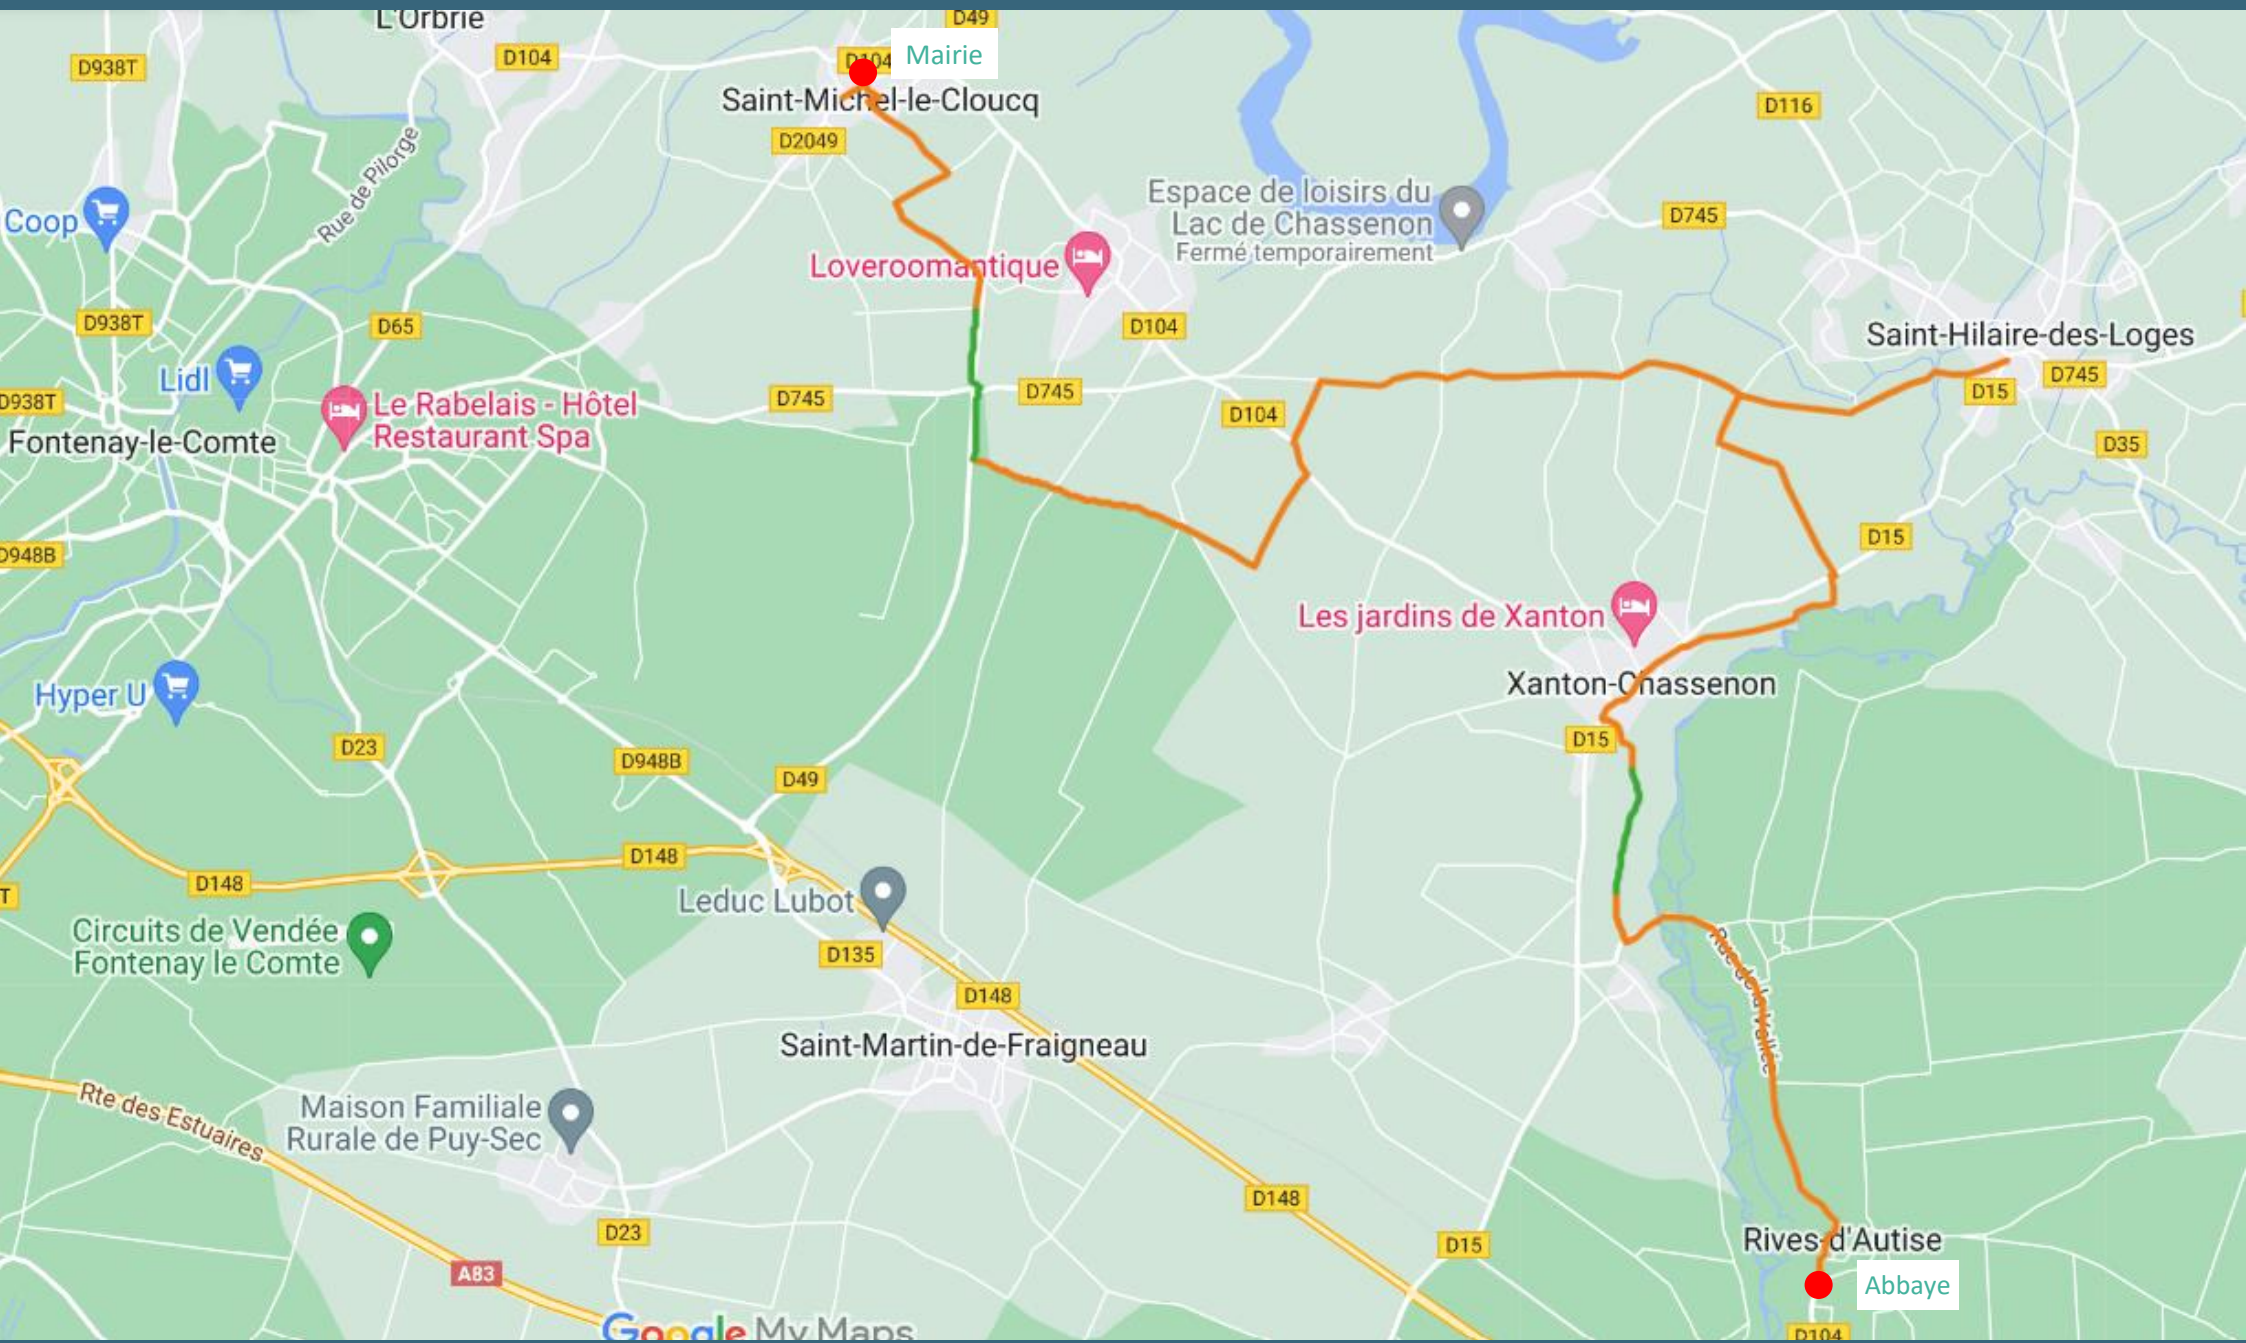 L'Orbrie
D49
D938T
D104
D104
Mairie
Saint-Michel-le-Cloucq
D116
D2049
Rue de Pilorge
Coop
Espace de loisirs du
Lac de Chassenon
Fermé temporairement
D745
Loveroomantique
D938T
D65
D104
Saint-Hilaire-des-Loges
Lidl
D745
D938T
D745
D745
D15
Le Rabelais - Hôtel
Restaurant Spa
D104
Fontenay-le-Comte
D35
D948B
D15
Les jardins de Xanton
Hyper U
Xanton-Chassenon
D23
D15
D948B
D49
D148
D148
T
Leduc Lubot
Circuits de Vendée
Fontenay le Comte
D135
Rue de la Vallée
D148
Saint-Martin-de-Fraigneau
Rte des Estuaires
Maison Familiale
Rurale de Puy-Sec
D148
D23
D15
Rives-d'Autise
A83
Abbaye
Google My Maps
D104